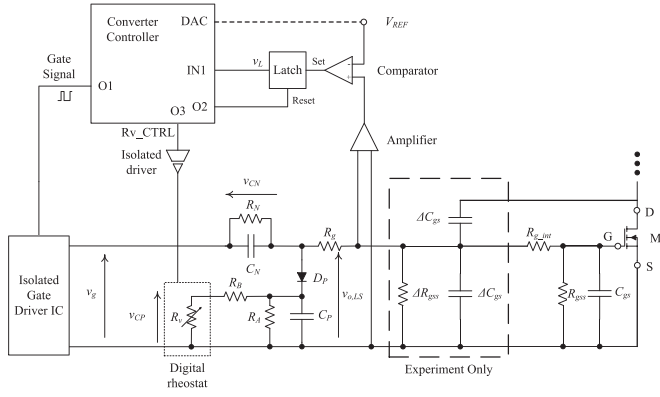 Converter
Controller
DAC
V_REF
IN1
v_L
Latch
Set
Reset
-
+
Comparator
Gate
Signal
O1
O2
O3
Rv_CTRL
Isolated
driver
Amplifier
v_CN
R_N
C_N
R_g
ΔC_gs
R_g_int
D
G
M
S
Isolated
Gate
Driver IC
v_g
v_CP
R_v
R_B
R_A
D_P
C_P
v_o,LS
ΔR_gss
ΔC_gs
R_gss
C_gs
Digital
rheostat
Experiment Only